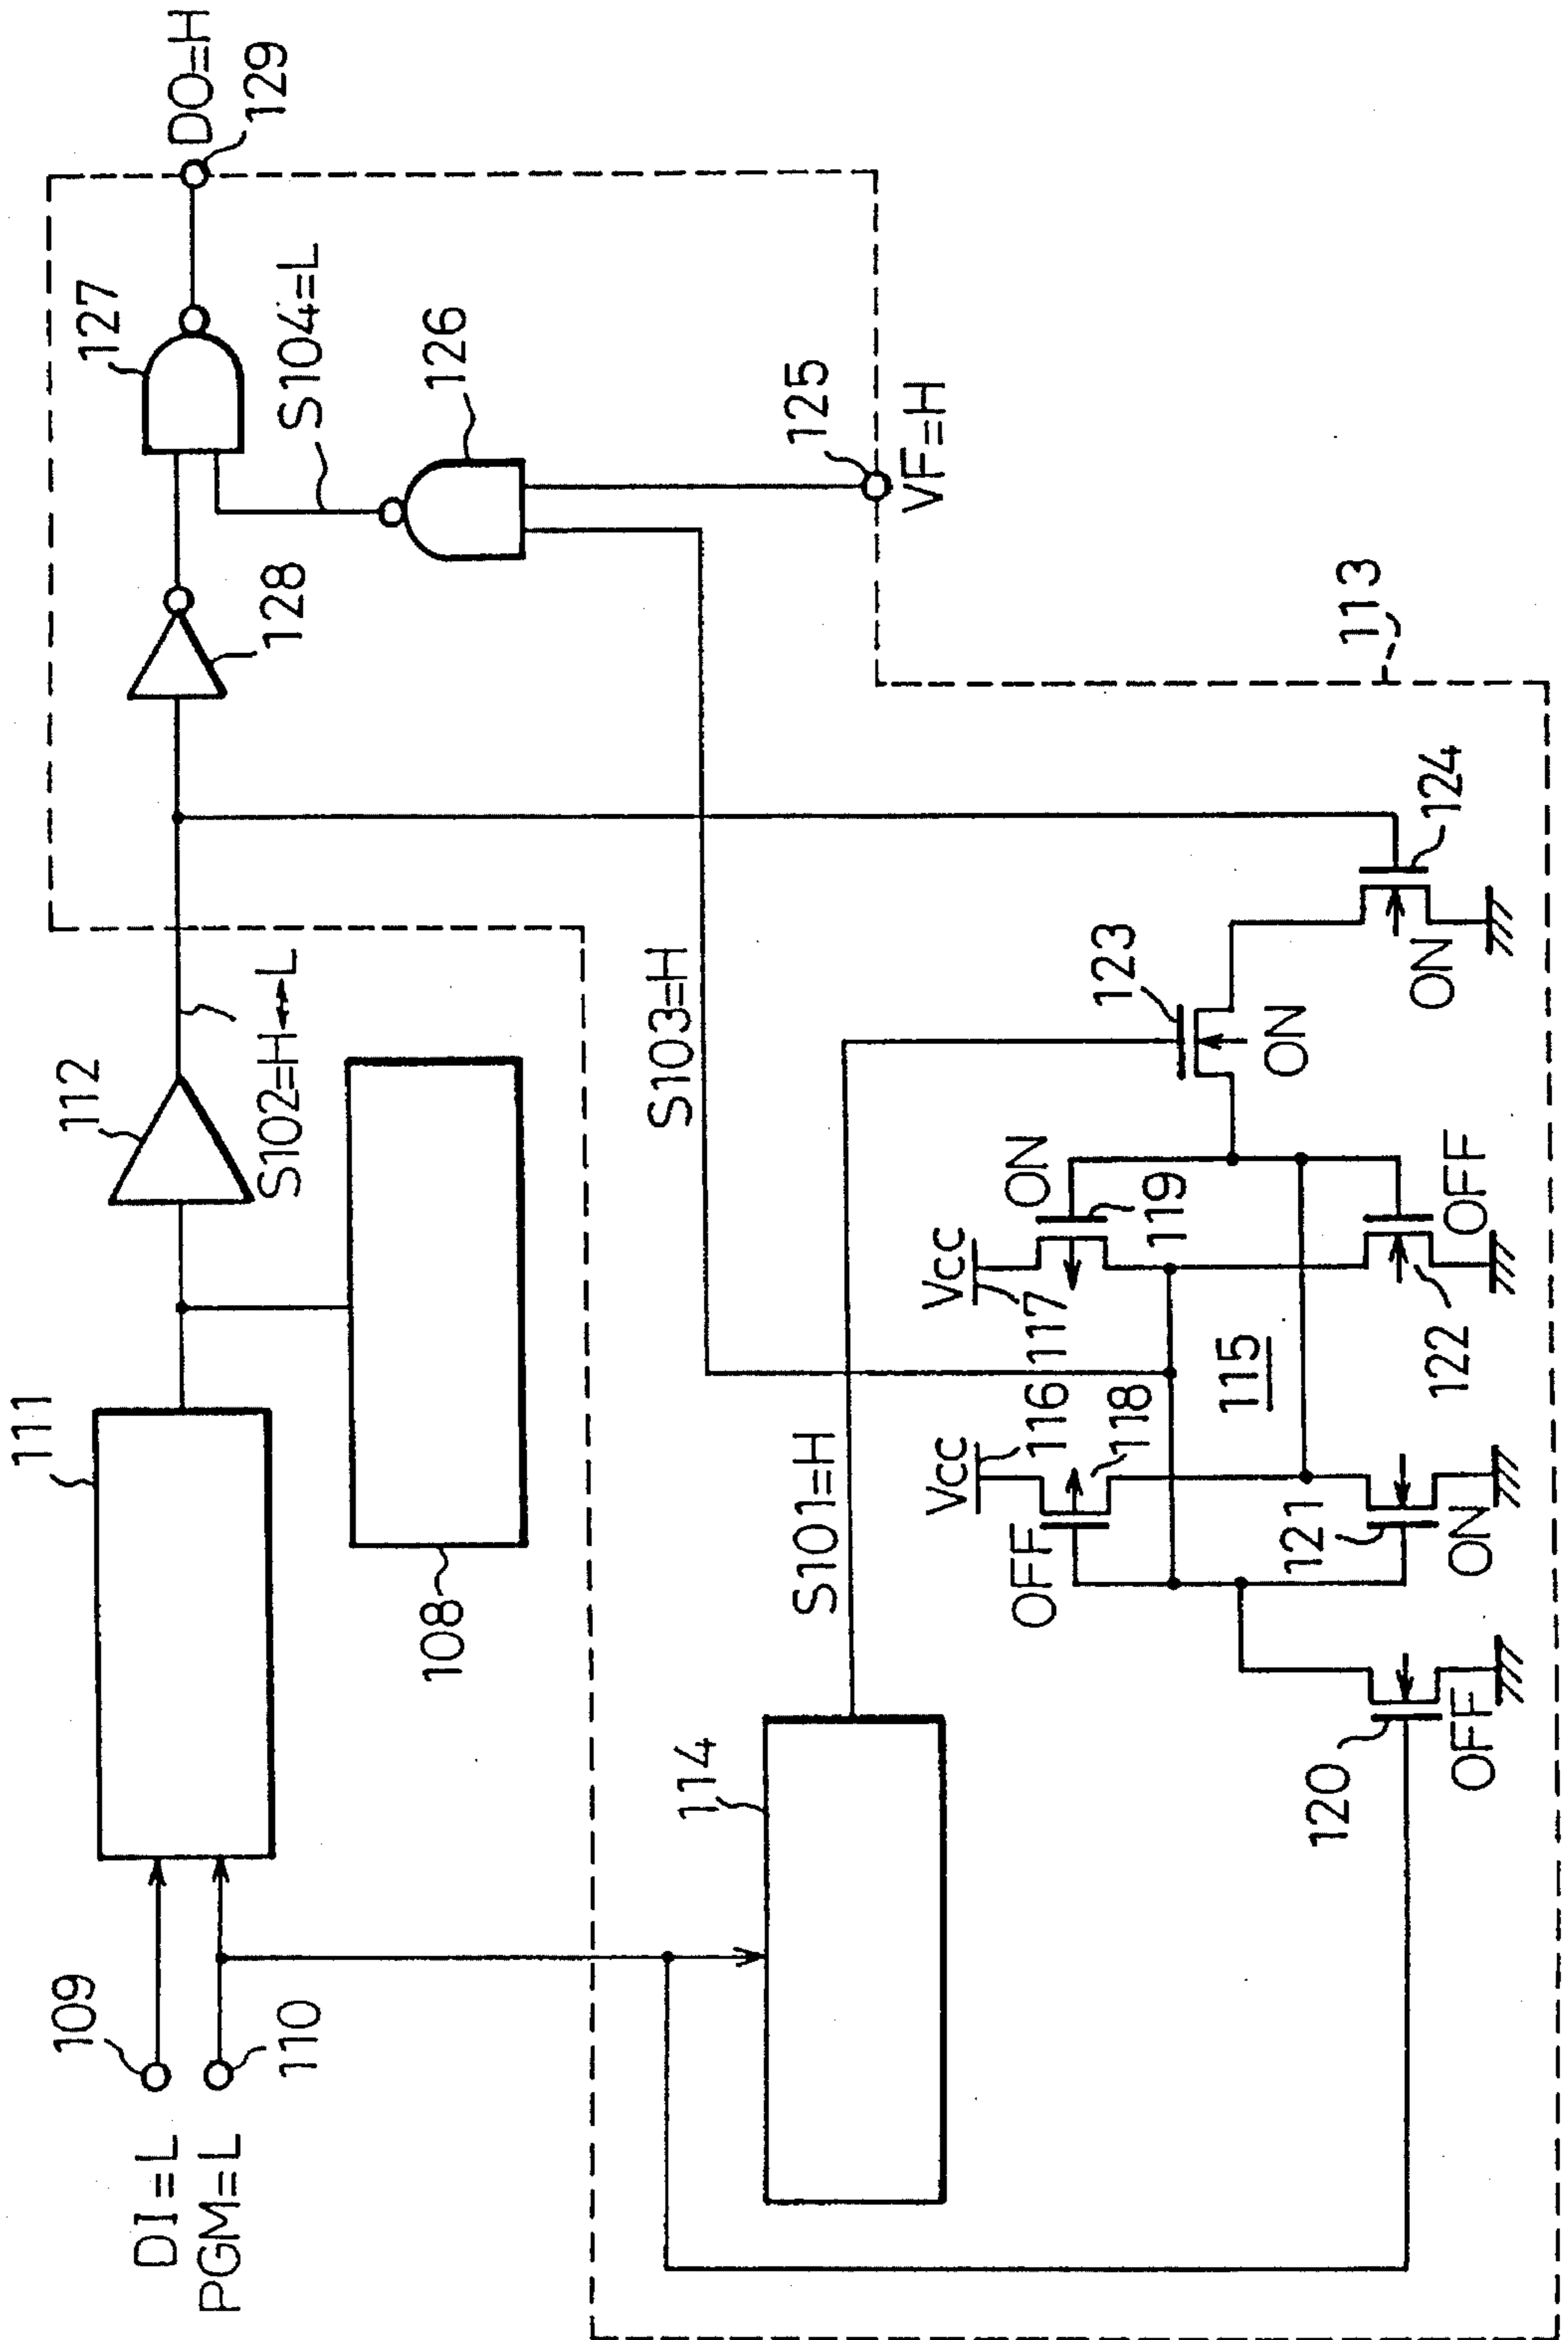 DI=L
PGM=L
109
110
111
108
112
S102=H↔L
128
127
S104=L
126
DO=H
129
125
VF=H
113
114
S101=H
S103=H
120
OFF
Vcc
116
OFF
118
121
ON
115
Vcc
117
ON
119
122
OFF
123
ON
124
ON